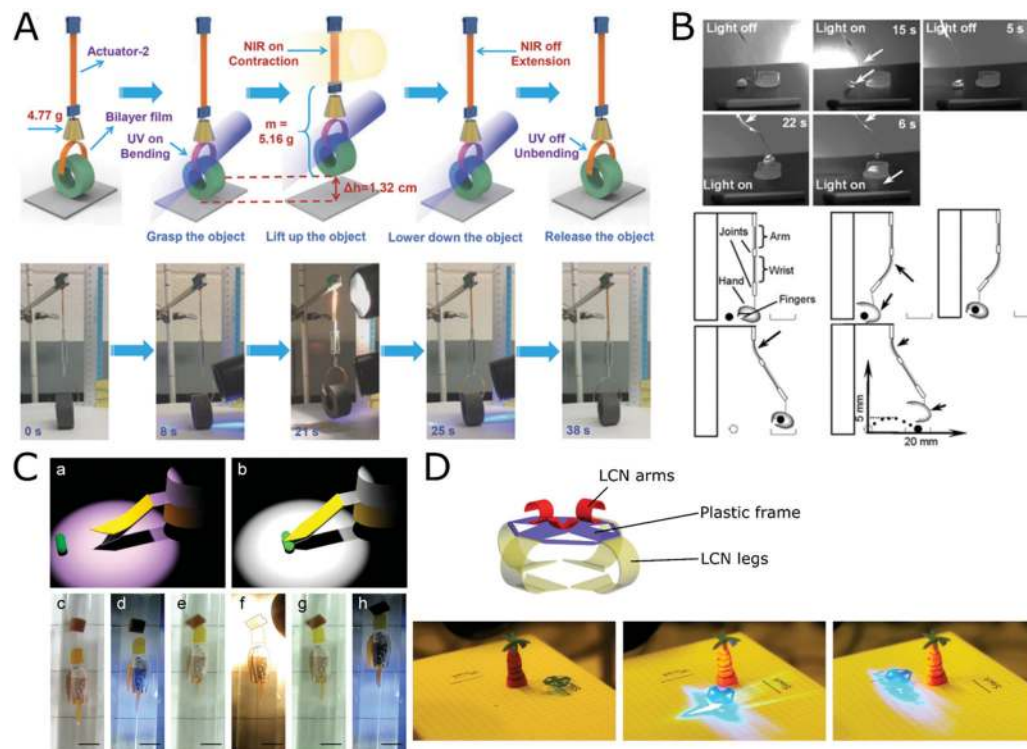 A
Actuator-2
4.77 g
Bilayer film
UV on
Bending
NIR on
Contraction
m =
5.16 g
Δh=1.32 cm
NIR off
Extension
UV off
Unbending
Grasp the object
Lift up the object
Lower down the object
Release the object
0 s
8 s
21 s
25 s
38 s
B
Light off
Light on
15 s
Light off
5 s
22 s
Light on
6 s
Light on
Joints
Arm
Wrist
Hand
Fingers
5 mm
20 mm
C
a
b
c
d
e
f
g
h
D
LCN arms
Plastic frame
LCN legs